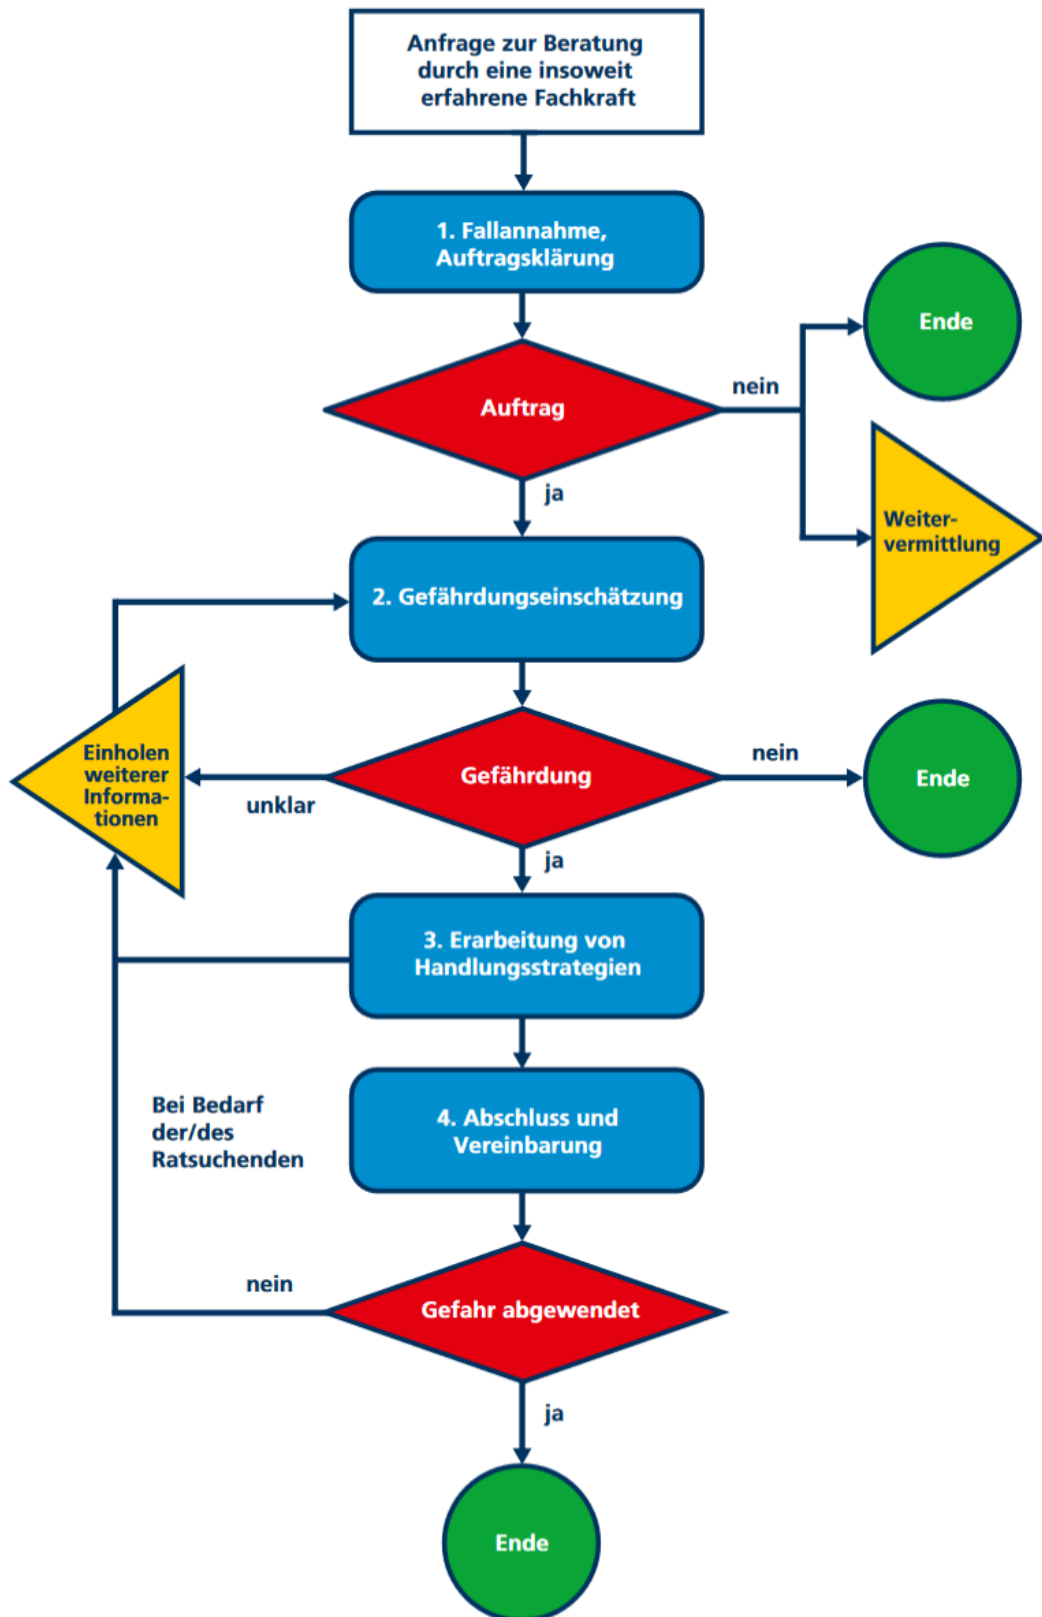 Anfrage zur Beratung
durch eine insoweit
erfahrene Fachkraft
1. Fallannahme,
Auftragsklärung
Ende
Auftrag
nein
ja
Weiter-
vermittlung
2. Gefährdungseinschätzung
Einholen
weiterer
Informa-
tionen
unklar
Gefährdung
nein
Ende
ja
3. Erarbeitung von
Handlungsstrategien
Bei Bedarf
der/des
Ratsuchenden
4. Abschluss und
Vereinbarung
nein
Gefahr abgewendet
ja
Ende